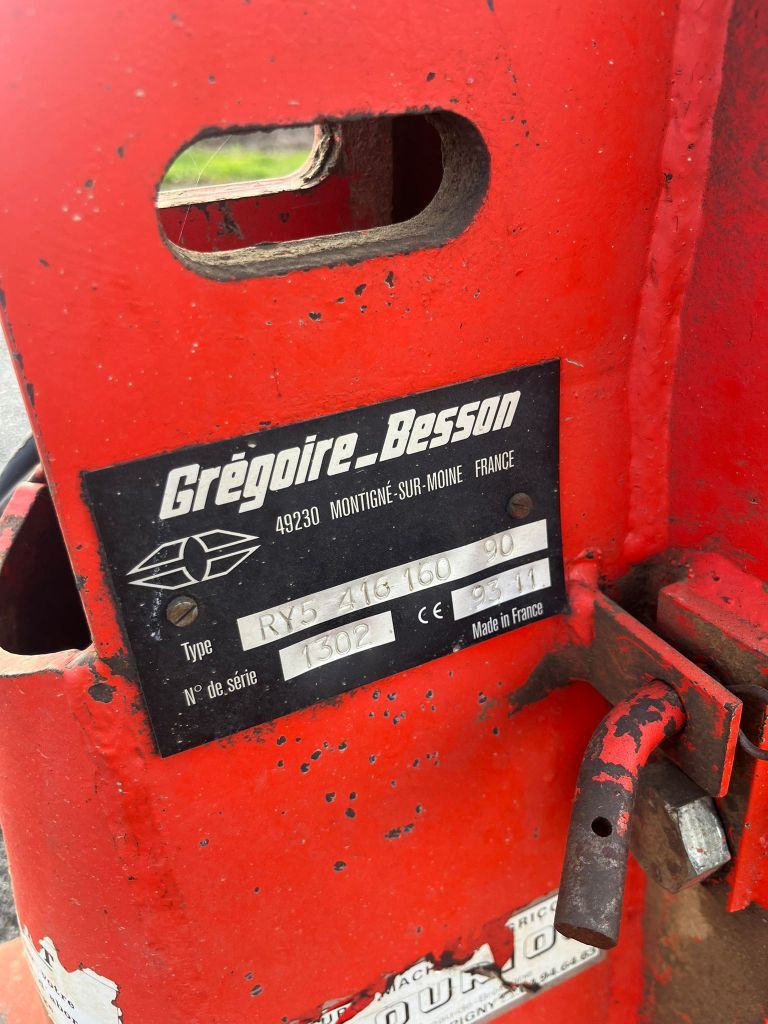 Grégoire_Besson
49230 MONTIGNÉ-SUR-MOINE FRANCE
Type RY5 416 160 90
N° de série 1302 CE 93 11
Made in France